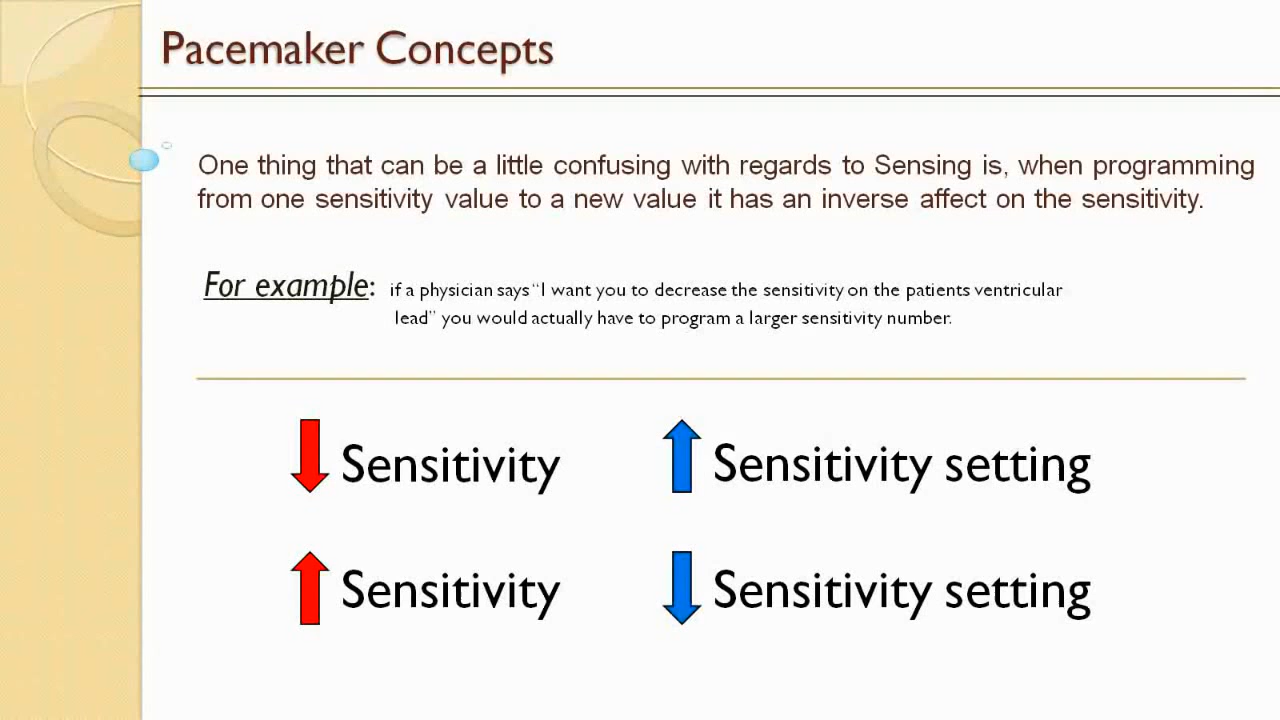 Pacemaker Concepts
One thing that can be a little confusing with regards to Sensing is, when programming
from one sensitivity value to a new value it has an inverse affect on the sensitivity.
For example: if a physician says “I want you to decrease the sensitivity on the patients ventricular
lead” you would actually have to program a larger sensitivity number.
Sensitivity Sensitivity setting
Sensitivity Sensitivity setting